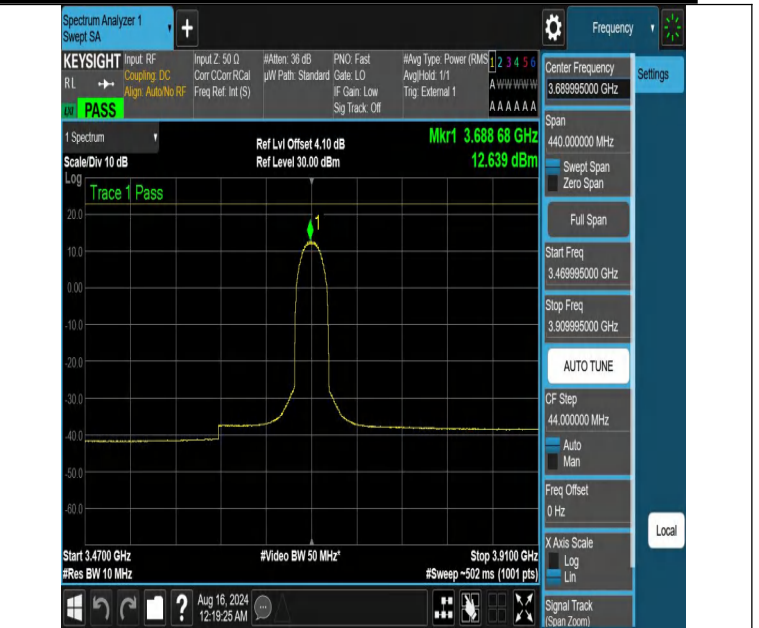 Spectrum Analyzer 1
Swept SA
+
Frequency
KEYSIGHT
RL
PASS
Input: RF
Coupling: DC
Align: Auto/No RF
Input Z: 50 Ω
Corr CCorr RCal
Freq Ref: Int (S)
#Atten: 36 dB
µW Path: Standard
PNO: Fast
Gate: LO
IF Gain: Low
Sig Track: Off
#Avg Type: Power (RMS
Avg|Hold: 1/1
Trig: External 1
1 2 3 4 5 6
A W W W W W
A A A A A A
1 Spectrum
Scale/Div 10 dB
Ref Lvl Offset 4.10 dB
Ref Level 30.00 dBm
Mkr1 3.688 68 GHz
12.639 dBm
Log
Trace 1 Pass
1
20.0
10.0
0.00
-10.0
-20.0
-30.0
-40.0
-50.0
-60.0
Start 3.4700 GHz
#Res BW 10 MHz
#Video BW 50 MHz*
Stop 3.9100 GHz
#Sweep ~502 ms (1001 pts)
Center Frequency
3.689995000 GHz
Settings
Span
440.000000 MHz
Swept Span
Zero Span
Full Span
Start Freq
3.469995000 GHz
Stop Freq
3.909995000 GHz
AUTO TUNE
CF Step
44.000000 MHz
Auto
Man
Freq Offset
0 Hz
X Axis Scale
Log
Lin
Local
Signal Track
(Span Zoom)
?
Aug 16, 2024
12:19:25 AM